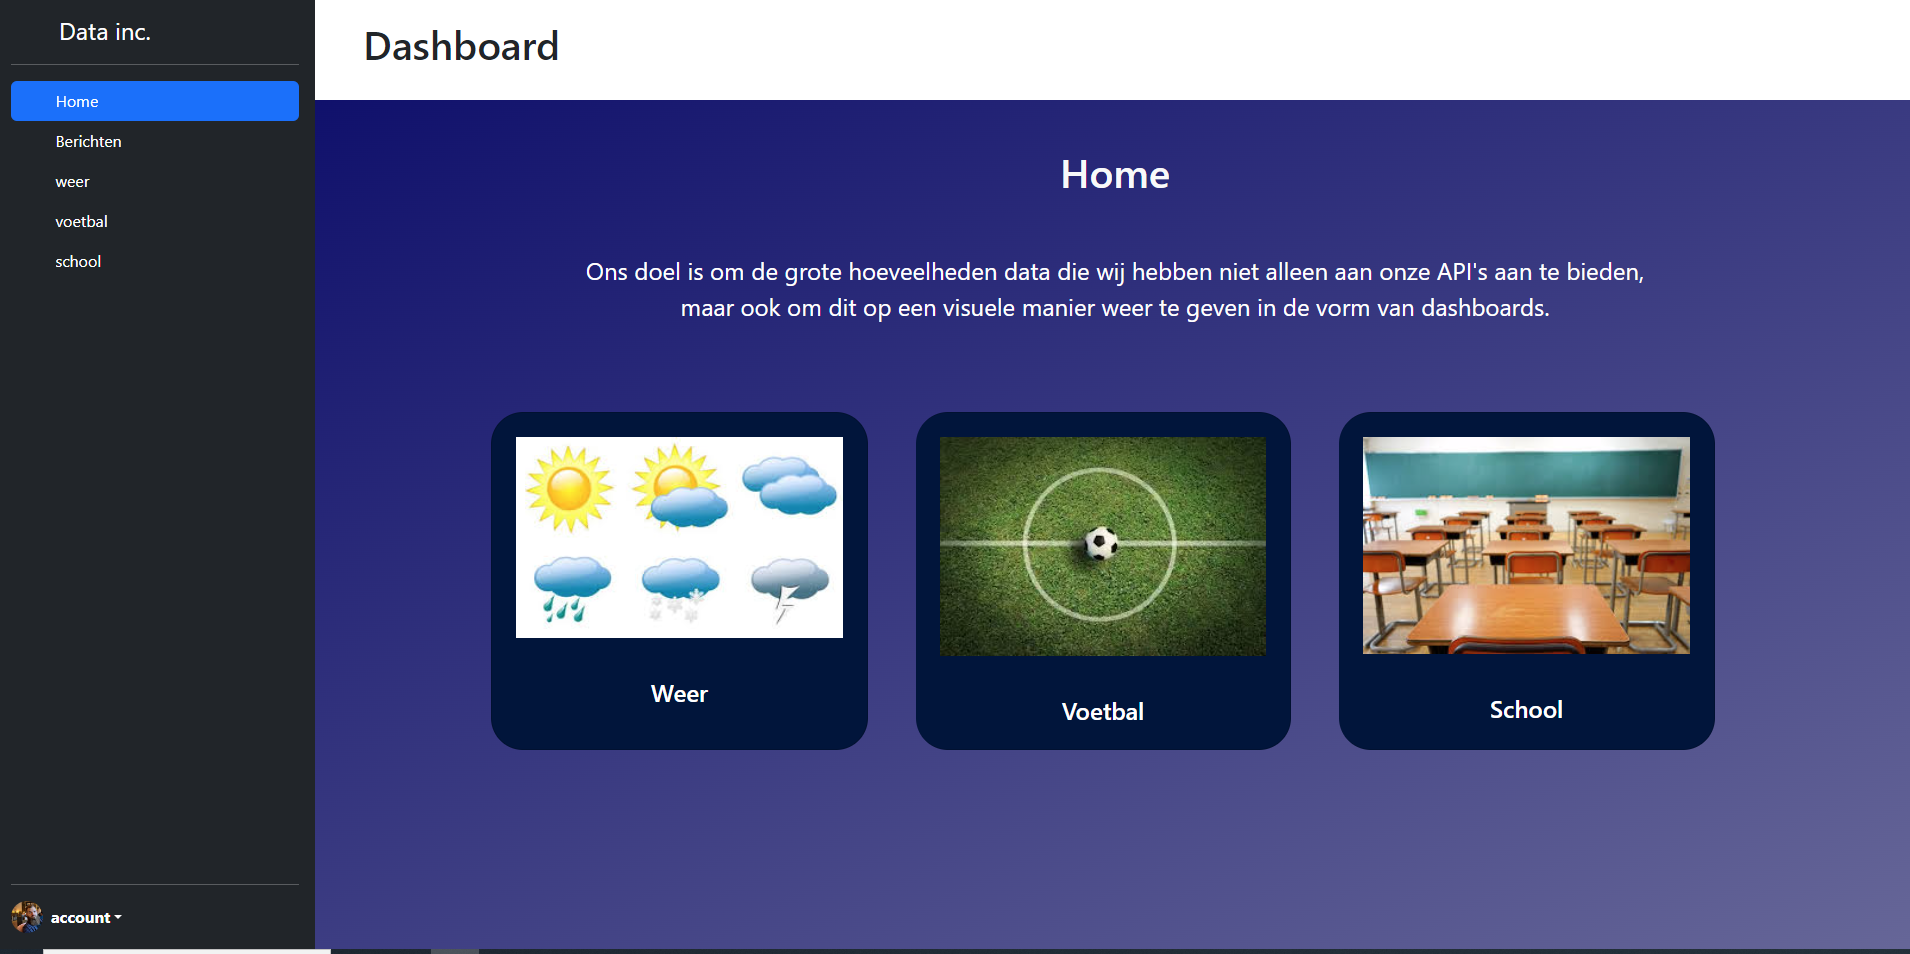 Data inc.
Home
Berichten
weer
voetbal
school
account
Dashboard
Home
Ons doel is om de grote hoeveelheden data die wij hebben niet alleen aan onze API's aan te bieden,
maar ook om dit op een visuele manier weer te geven in de vorm van dashboards.
Weer
Voetbal
School